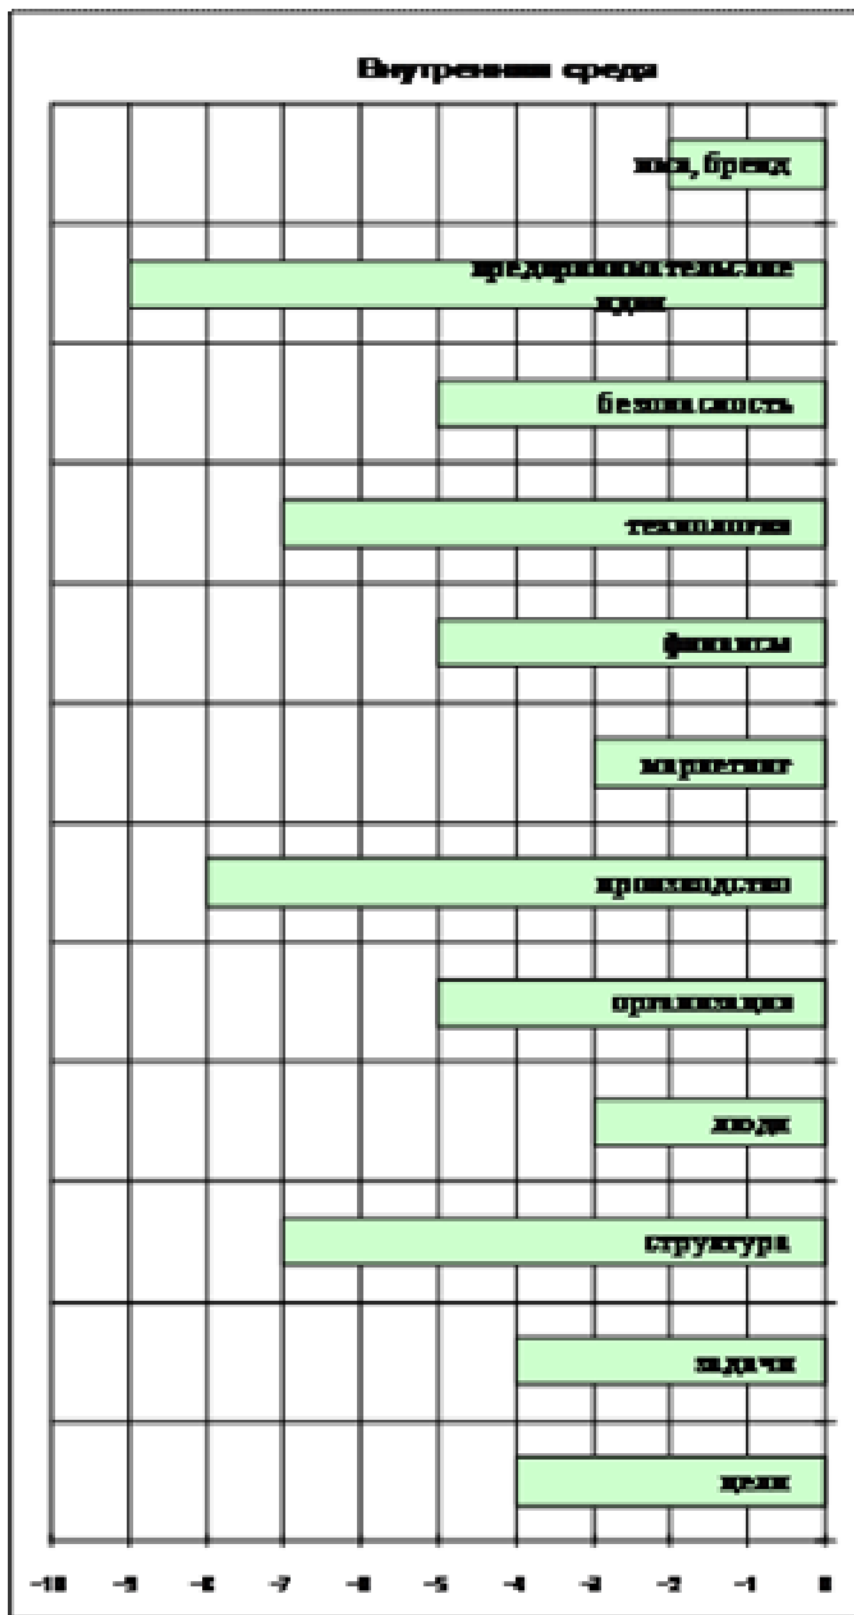 Внутренняя среда
имя, бренд
предпринимательские
идеи
безопасность
технология
финансы
маркетинг
производство
организация
люди
структура
задачи
цели
-10 -9 -8 -7 -6 -5 -4 -3 -2 -1 0